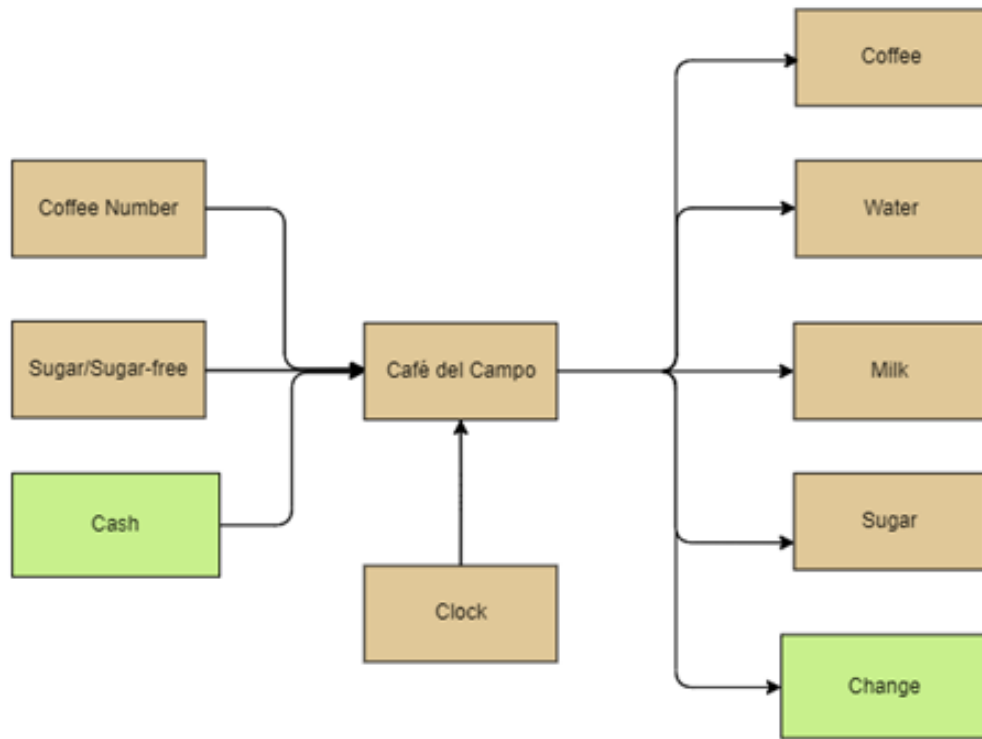 Coffee
Coffee Number
Water
Sugar/Sugar-free
Café del Campo
Milk
Cash
Sugar
Clock
Change